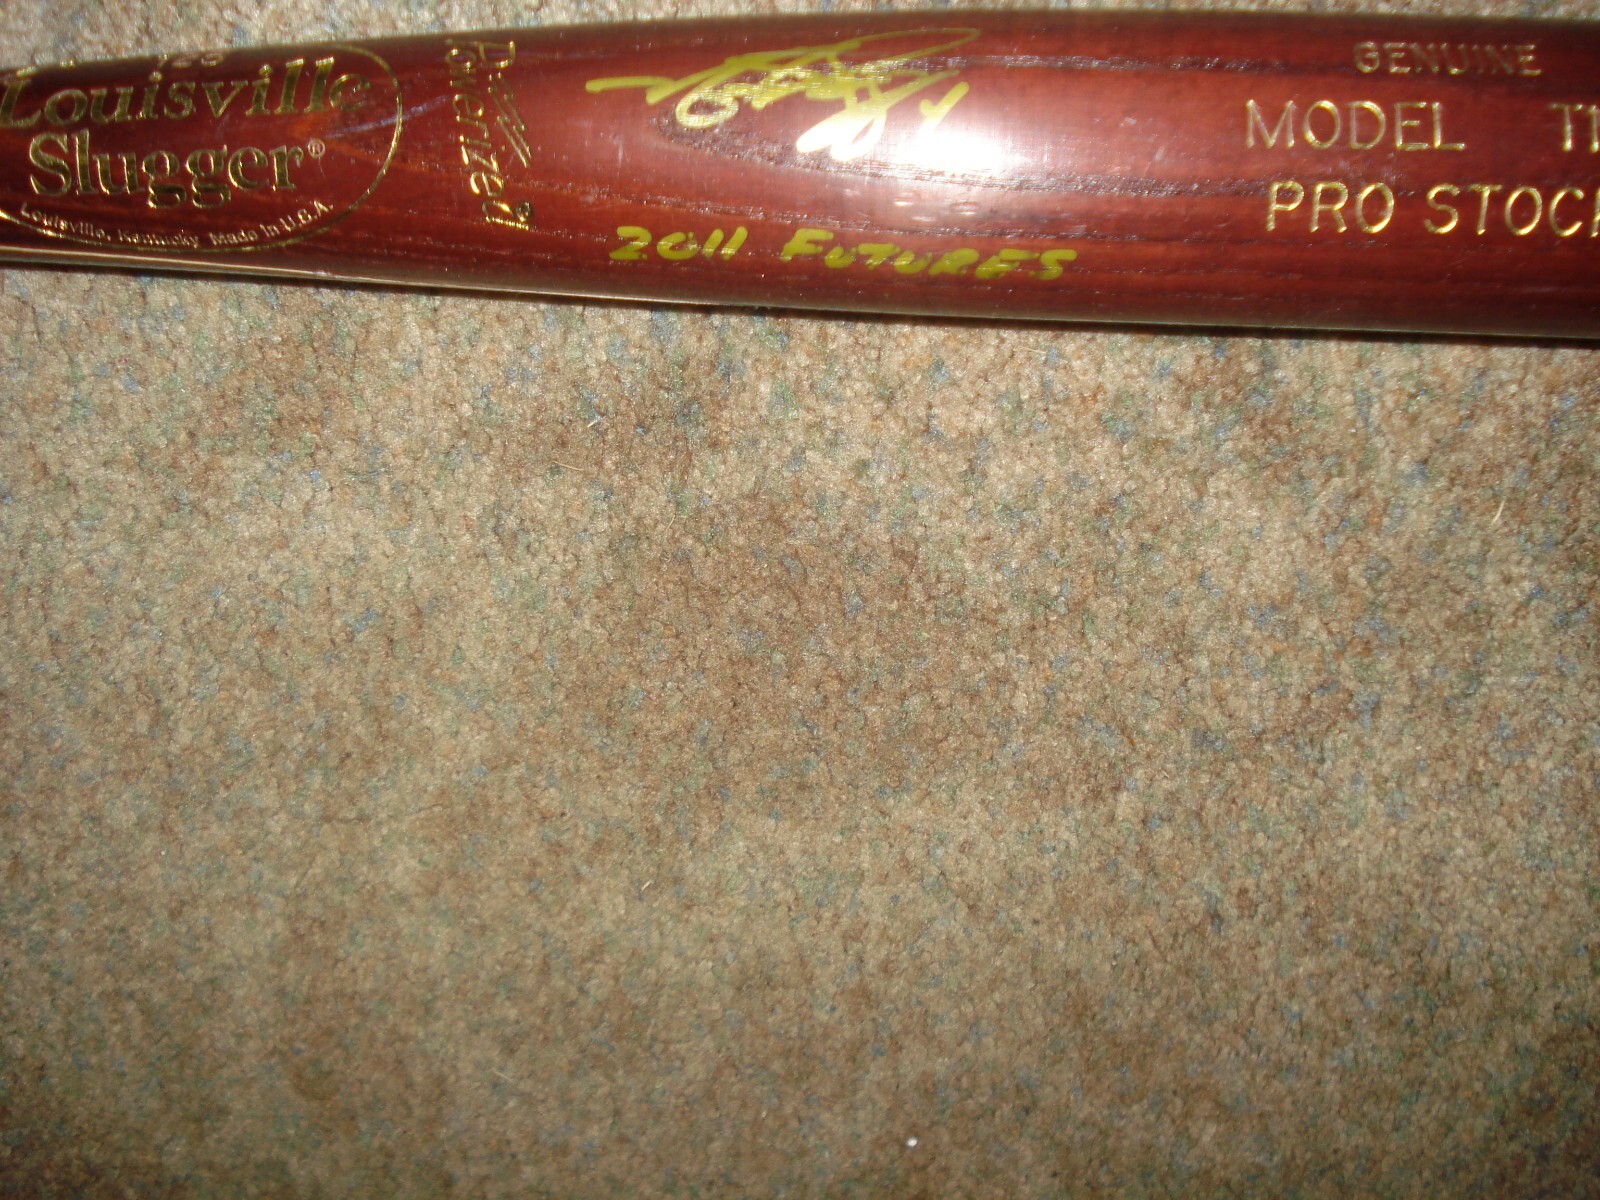 Louisville
Slugger®
Louisville, Kentucky Made in U.S.A.
Powerized®
2011 FUTURES
GENUINE
MODEL
PRO STOCK